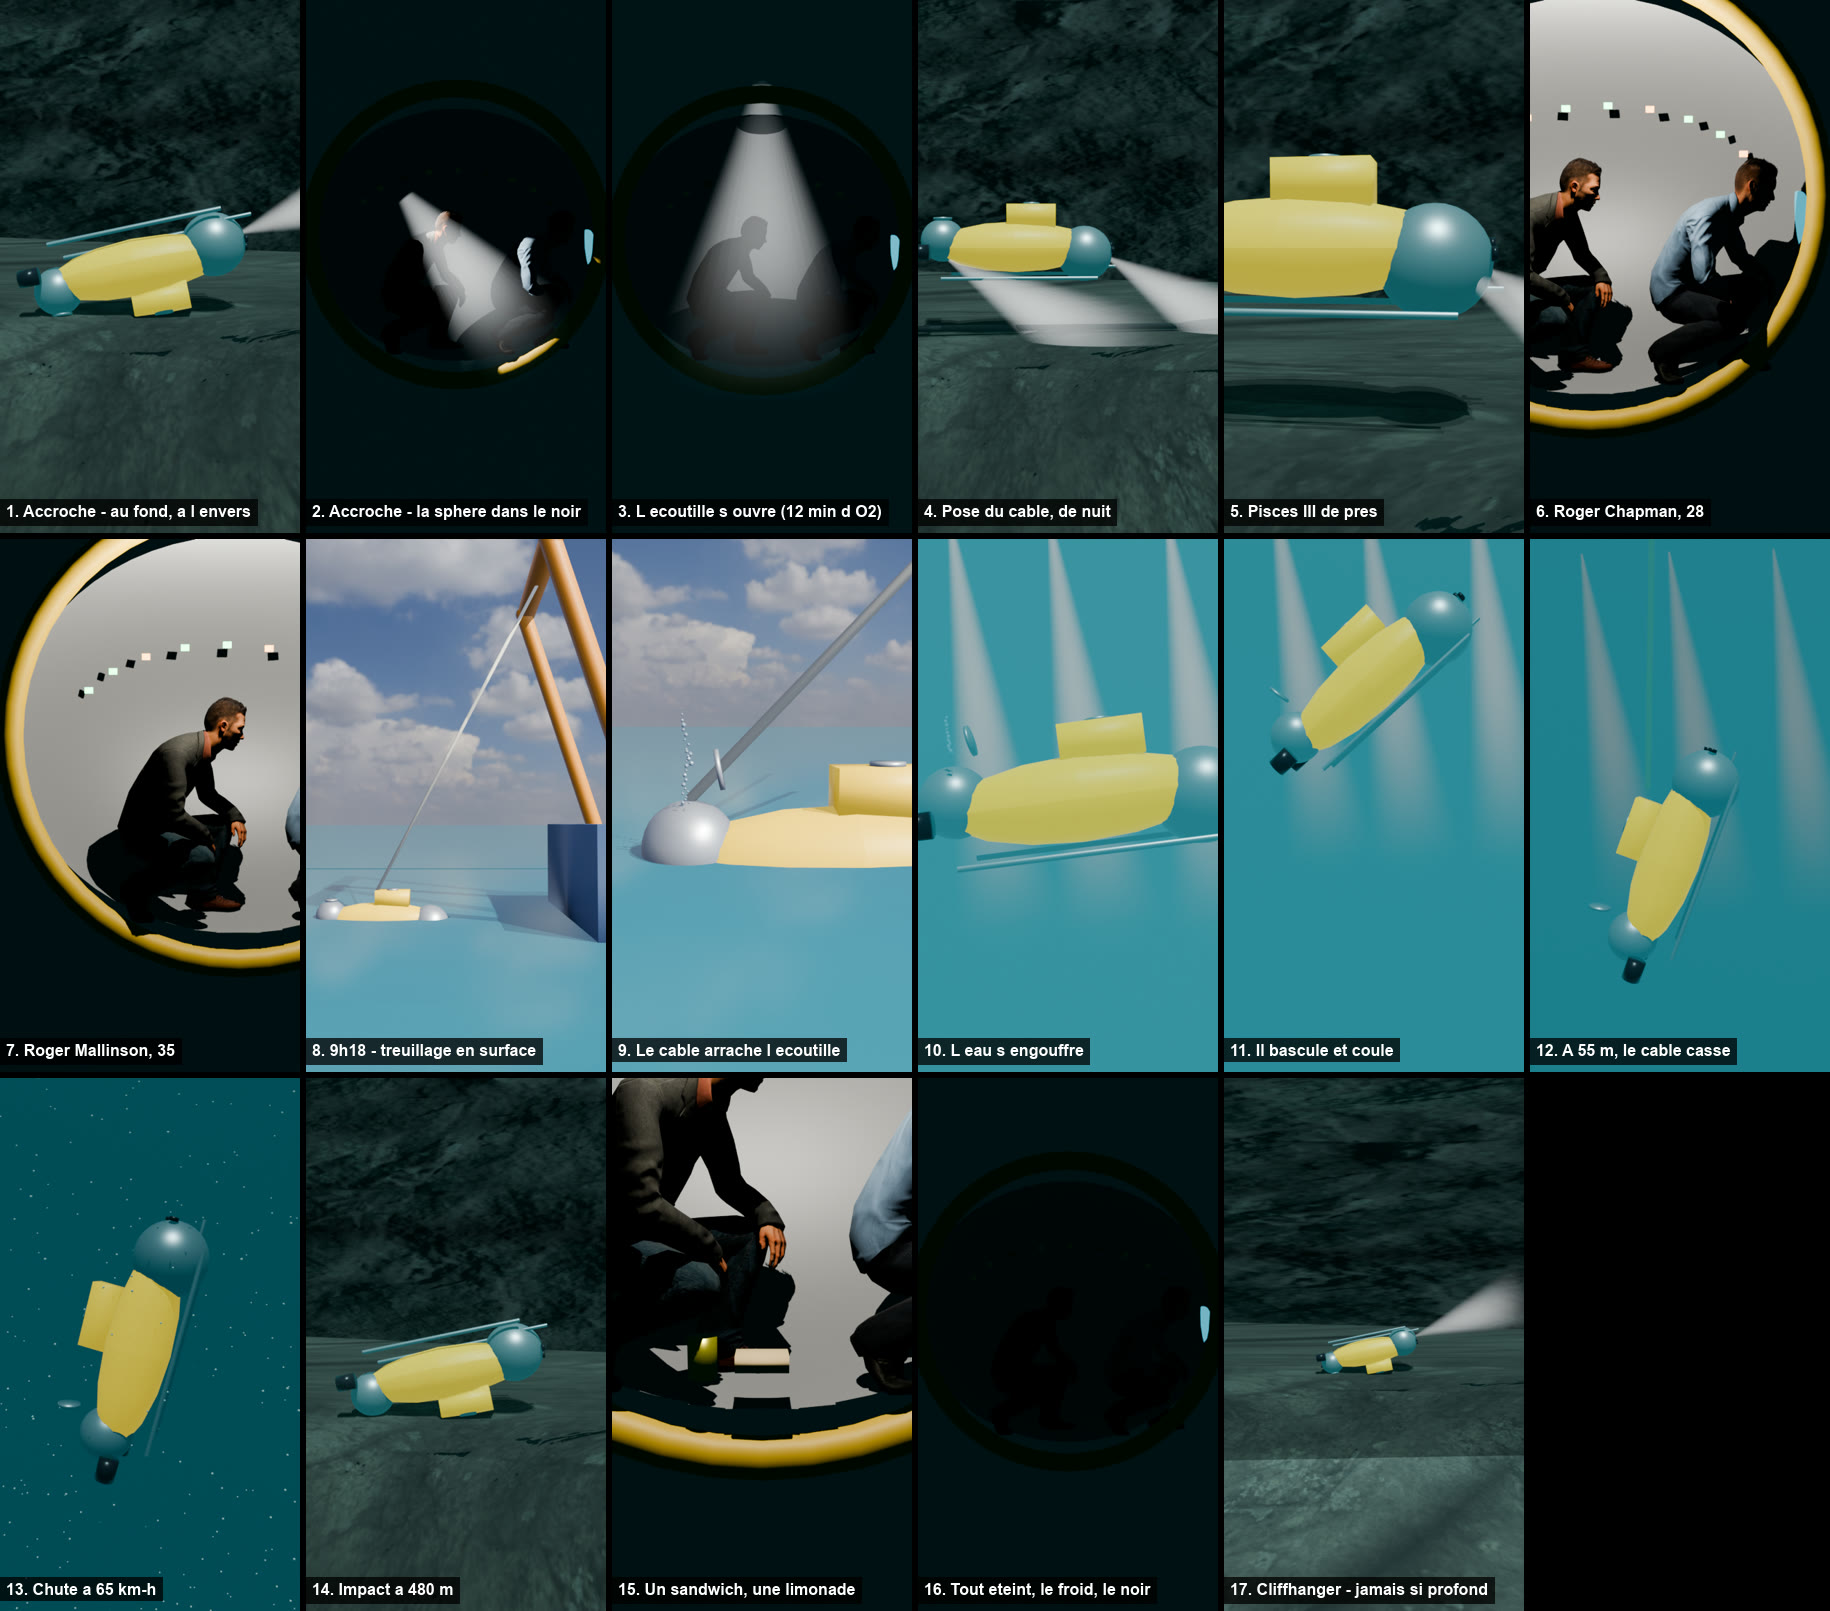 1. Accroche - au fond, a l envers
2. Accroche - la sphere dans le noir
3. L ecoutille s ouvre (12 min d O2)
4. Pose du cable, de nuit
5. Pisces III de pres
6. Roger Chapman, 28
7. Roger Mallinson, 35
8. 9h18 - treuillage en surface
9. Le cable arrache l ecoutille
10. L eau s engouffre
11. Il bascule et coule
12. A 55 m, le cable casse
13. Chute a 65 km-h
14. Impact a 480 m
15. Un sandwich, une limonade
16. Tout eteint, le froid, le noir
17. Cliffhanger - jamais si profond